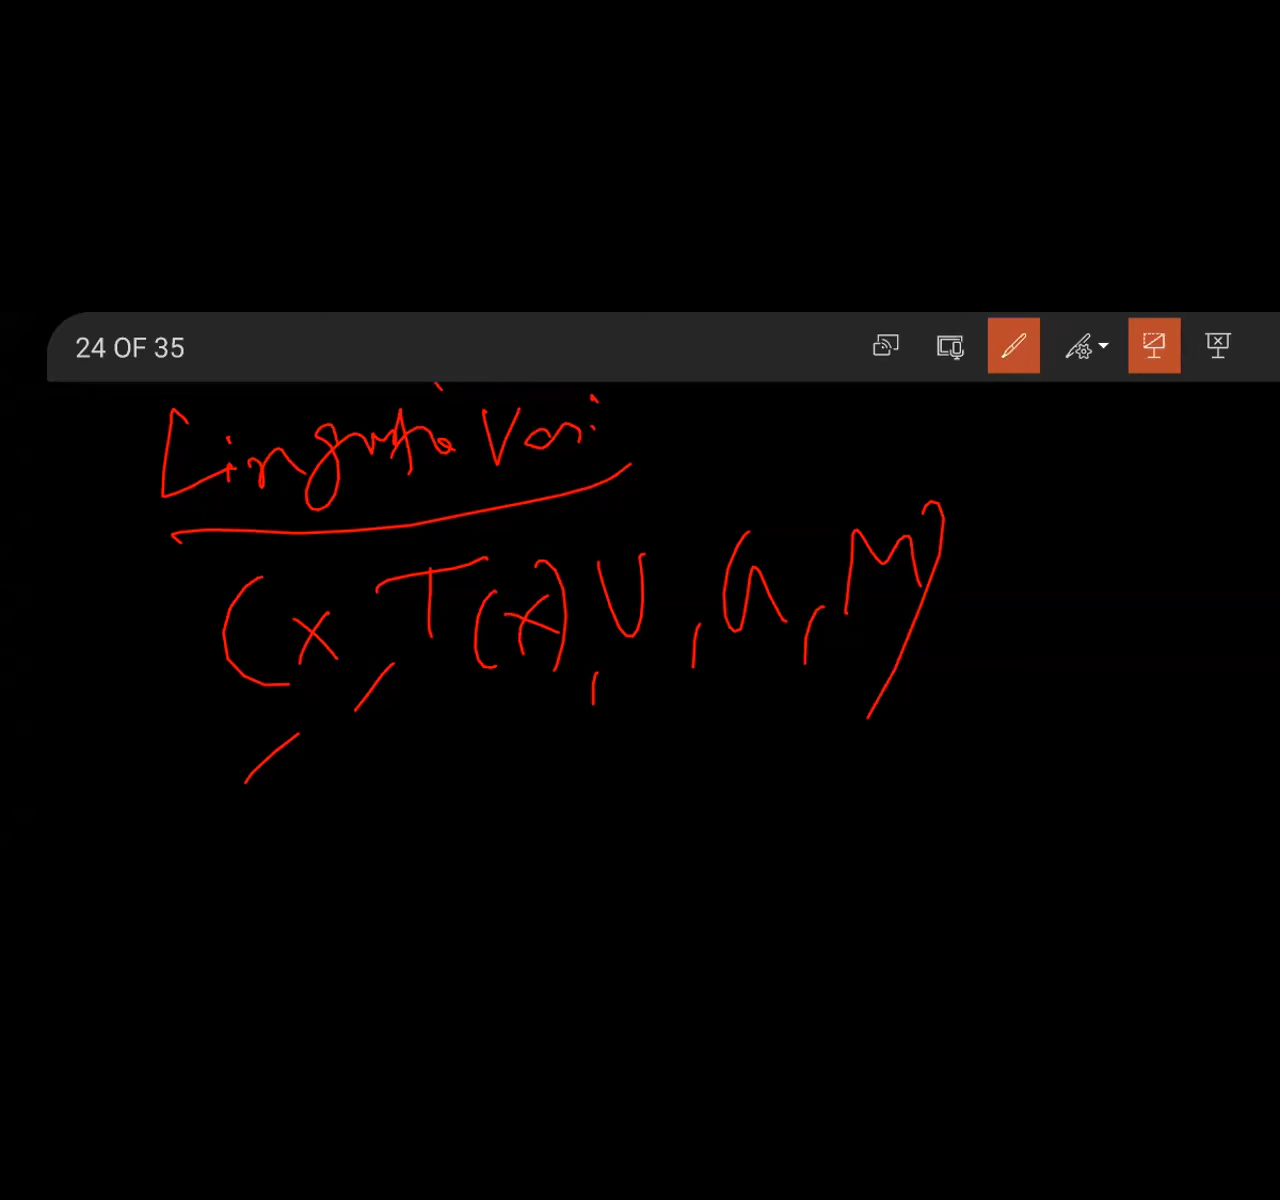 24 OF 35
Linguistic Vari
(x, T(x), U, G, M)